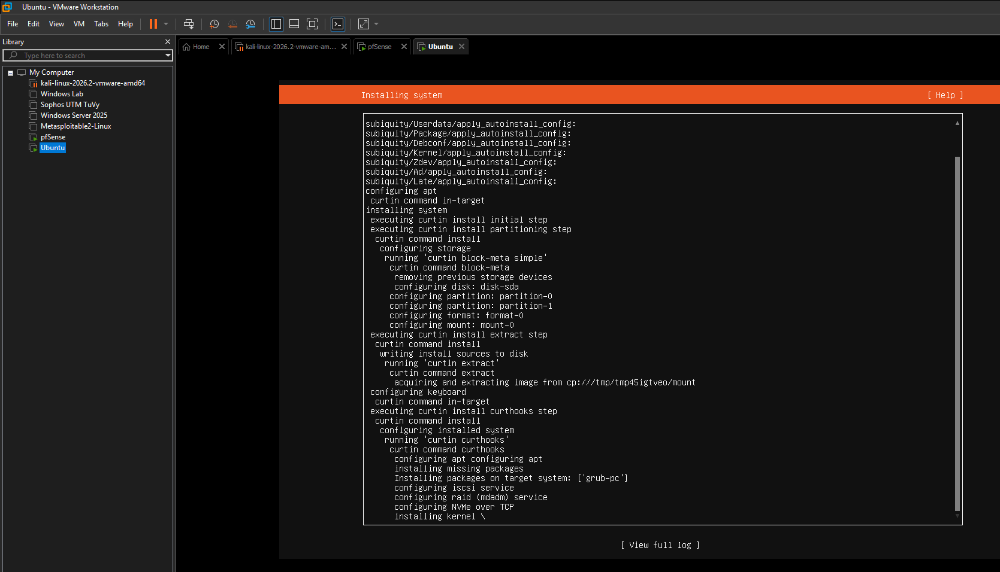 Ubuntu - VMware Workstation
File Edit View VM Tabs Help
Library
Type here to search
My Computer
kali-linux-2026.2-vmware-amd64
Windows Lab
Sophos UTM TuVy
Windows Server 2025
Metasploitable2-Linux
pfSense
Ubuntu
Home kali-linux-2026.2-vmware-am... pfSense Ubuntu
Installing system [ Help ]
subiquity/Userdata/apply_autoinstall_config:
subiquity/Package/apply_autoinstall_config:
subiquity/Debconf/apply_autoinstall_config:
subiquity/Kernel/apply_autoinstall_config:
subiquity/Zdev/apply_autoinstall_config:
subiquity/Ad/apply_autoinstall_config:
subiquity/Late/apply_autoinstall_config:
configuring apt
curtin command in-target
installing system
executing curtin install initial step
executing curtin install partitioning step
curtin command install
configuring storage
running 'curtin block-meta simple'
curtin command block-meta
removing previous storage devices
configuring disk: disk-sda
configuring partition: partition-0
configuring partition: partition-1
configuring format: format-0
configuring mount: mount-0
executing curtin install extract step
curtin command install
writing install sources to disk
running 'curtin extract'
curtin command extract
acquiring and extracting image from cp:///tmp/tmp45igtveo/mount
configuring keyboard
curtin command in-target
executing curtin install curthooks step
curtin command install
configuring installed system
running 'curtin curthooks'
curtin command curthooks
configuring apt configuring apt
installing missing packages
Installing packages on target system: ['grub-pc']
configuring iscsi service
configuring raid (mdadm) service
configuring NVMe over TCP
installing kernel \
[ View full log ]